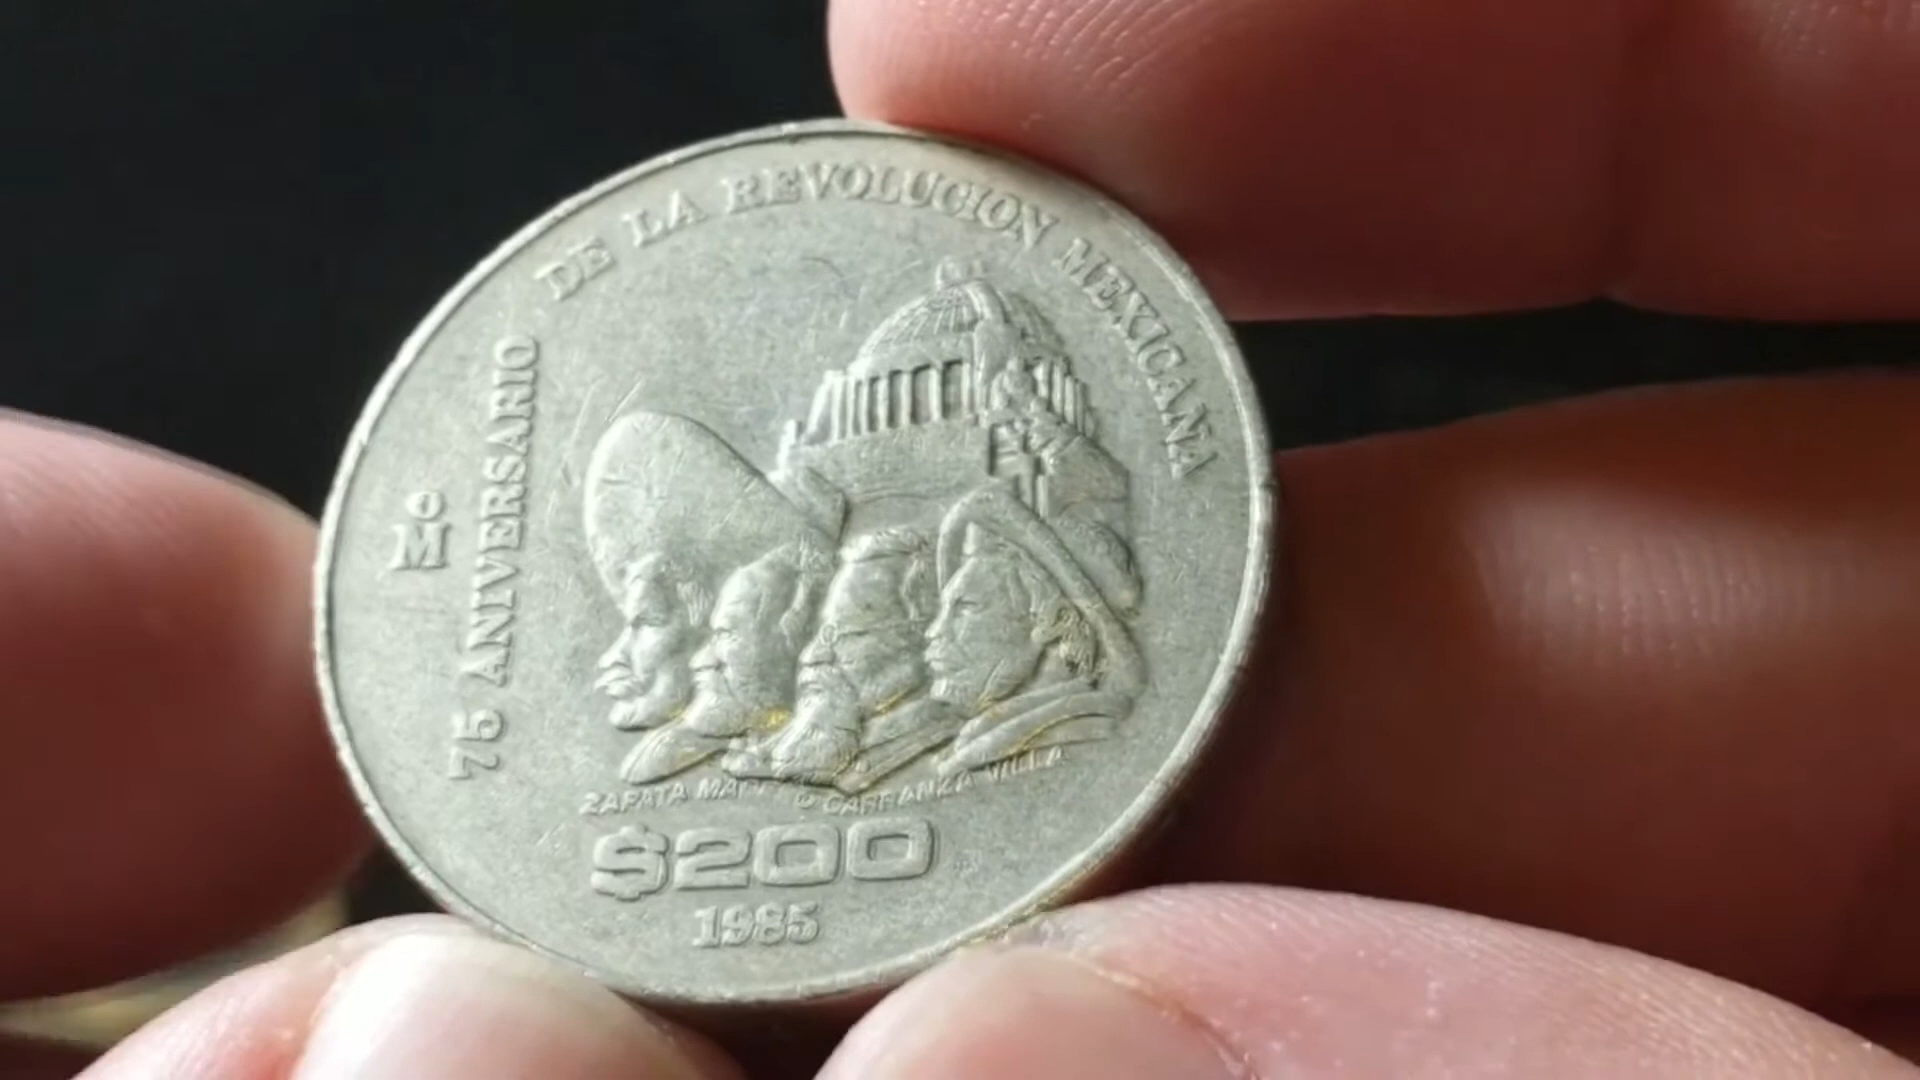 75 ANIVERSARIO DE LA REVOLUCION MEXICANA
Mo
ZAPATA CARRANZA VILLA
$200
1985